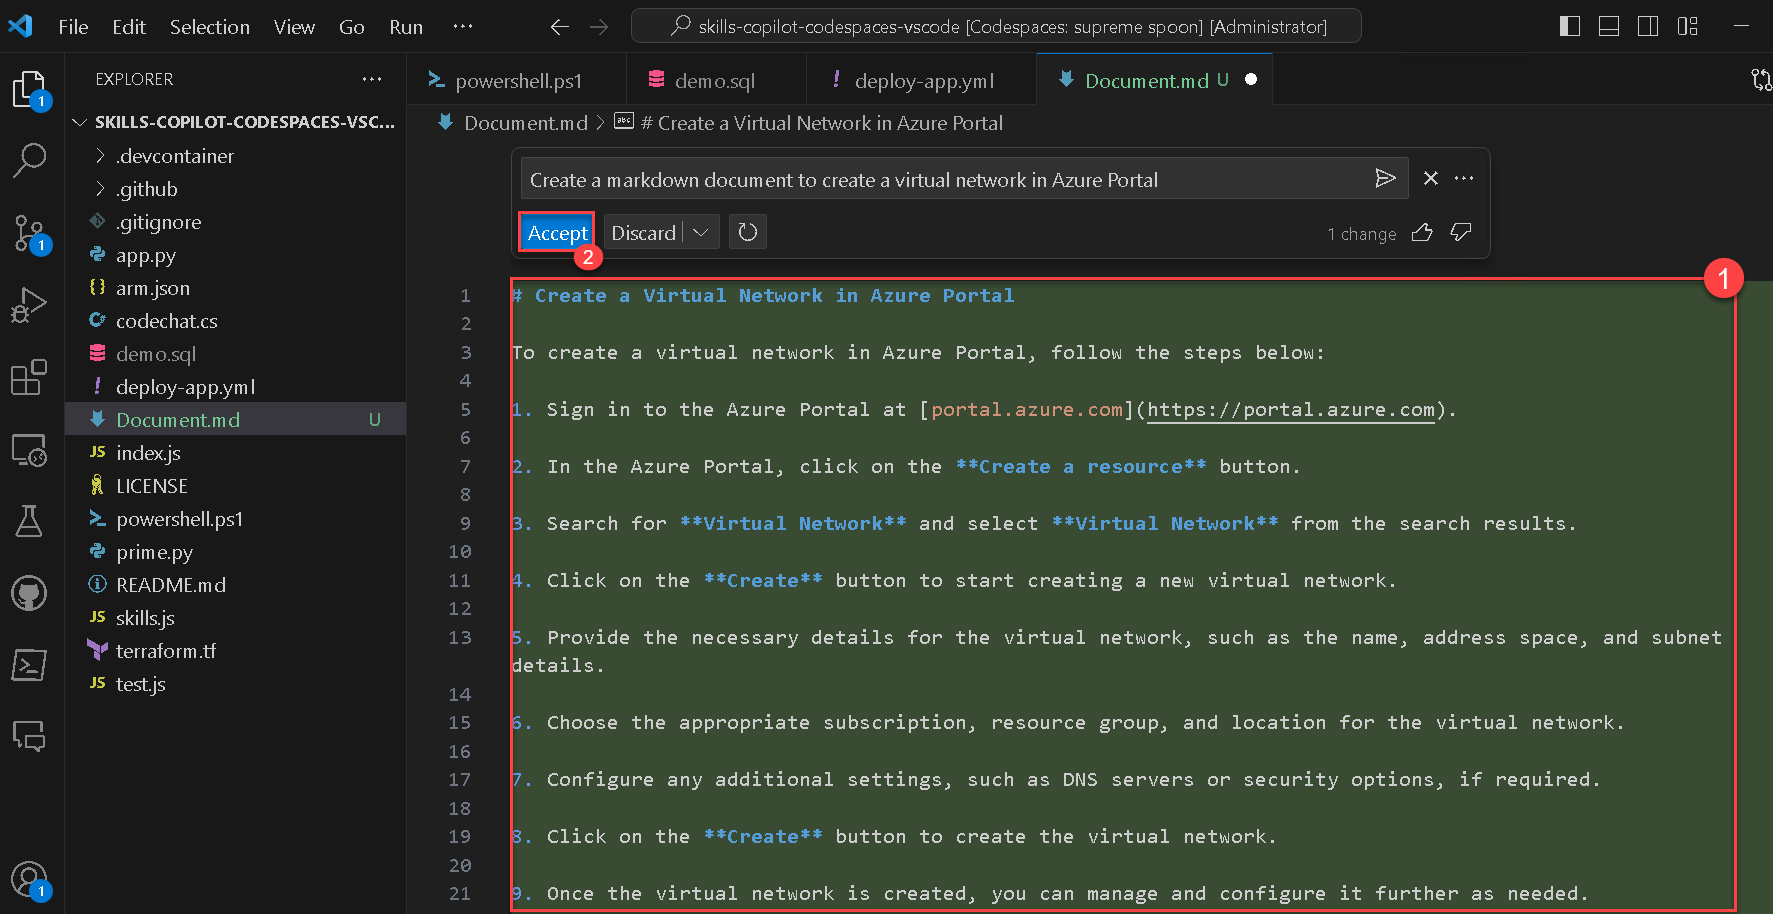 File Edit Selection View Go Run ··· skills-copilot-codespaces-vscode [Codespaces: supreme spoon] [Administrator]
EXPLORER ···
SKILLS-COPILOT-CODESPACES-VSC...
.devcontainer
.github
.gitignore
app.py
{} arm.json
codechat.cs
demo.sql
! deploy-app.yml
Document.md U
JS index.js
LICENSE
powershell.ps1
prime.py
README.md
JS skills.js
terraform.tf
JS test.js
1
1
1
powershell.ps1 demo.sql ! deploy-app.yml Document.md U
Document.md > abc # Create a Virtual Network in Azure Portal
Create a markdown document to create a virtual network in Azure Portal
Accept Discard 1 change
2
1
1 # Create a Virtual Network in Azure Portal
2
3 To create a virtual network in Azure Portal, follow the steps below:
4
5 1. Sign in to the Azure Portal at [portal.azure.com](https://portal.azure.com).
6
7 2. In the Azure Portal, click on the **Create a resource** button.
8
9 3. Search for **Virtual Network** and select **Virtual Network** from the search results.
10
11 4. Click on the **Create** button to start creating a new virtual network.
12
13 5. Provide the necessary details for the virtual network, such as the name, address space, and subnet
details.
14
15 6. Choose the appropriate subscription, resource group, and location for the virtual network.
16
17 7. Configure any additional settings, such as DNS servers or security options, if required.
18
19 8. Click on the **Create** button to create the virtual network.
20
21 9. Once the virtual network is created, you can manage and configure it further as needed.